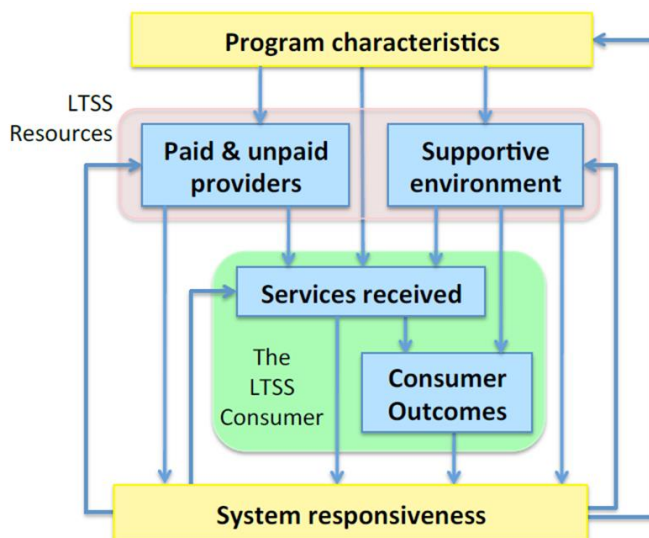 Program characteristics
LTSS
Resources
Paid & unpaid
providers
Supportive
environment
Services received
The
LTSS
Consumer
Consumer
Outcomes
System responsiveness